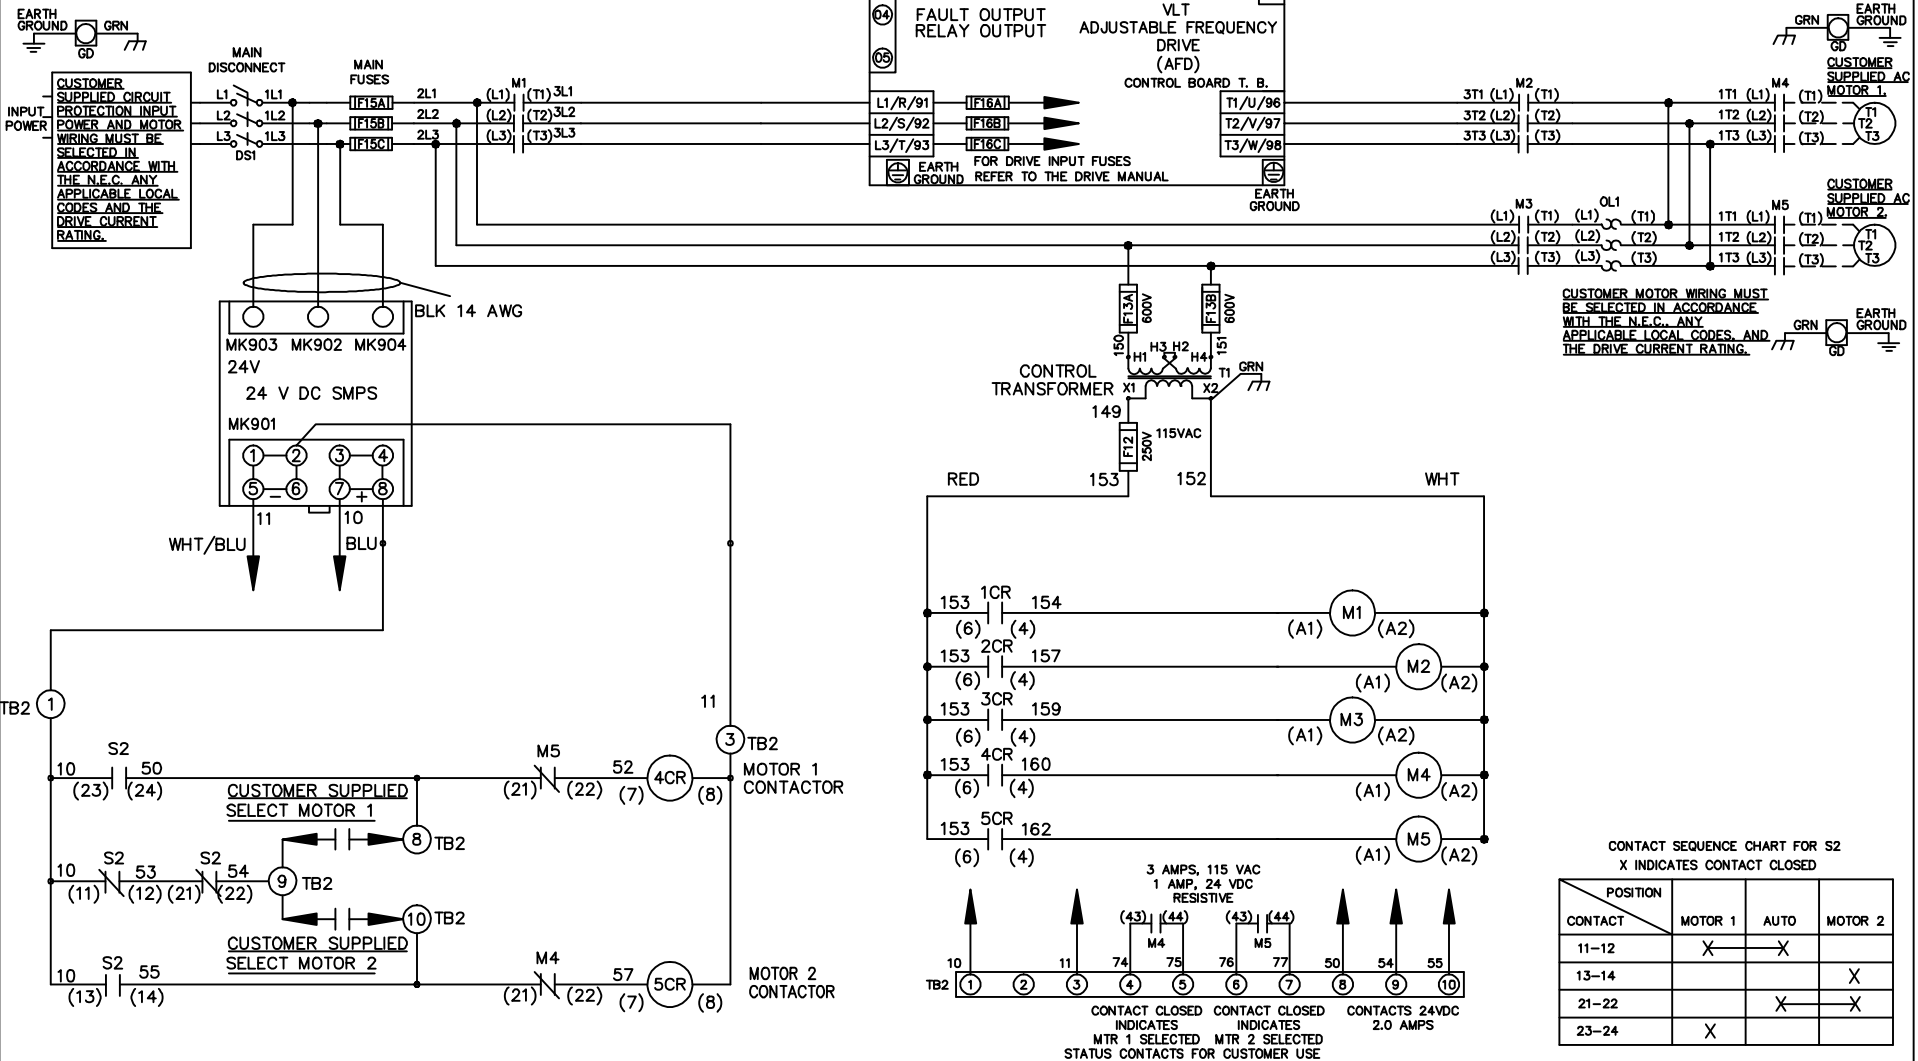 EARTH
GROUND
GRN
GD
04
FAULT OUTPUT
RELAY OUTPUT
05
VLT
ADJUSTABLE FREQUENCY
DRIVE
(AFD)
CONTROL BOARD T. B.
GRN
EARTH
GROUND
GD
INPUT
POWER
CUSTOMER
SUPPLIED CIRCUIT
PROTECTION INPUT
POWER AND MOTOR
WIRING MUST BE
SELECTED IN
ACCORDANCE WITH
THE N.E.C. ANY
APPLICABLE LOCAL
CODES AND THE
DRIVE CURRENT
RATING.
MAIN
DISCONNECT
L1 1L1
L2 1L2
L3 1L3
DS1
MAIN
FUSES
F15A 2L1
F15B 2L2
F15C 2L3
M1
(L1) (T1) 3L1
(L2) (T2) 3L2
(L3) (T3) 3L3
L1/R/91 F16A
L2/S/92 F16B
L3/T/93 F16C
FOR DRIVE INPUT FUSES
REFER TO THE DRIVE MANUAL
EARTH
GROUND
T1/U/96
T2/V/97
T3/W/98
EARTH
GROUND
M2
3T1 (L1) (T1)
3T2 (L2) (T2)
3T3 (L3) (T3)
M4
1T1 (L1) (T1)
1T2 (L2) (T2)
1T3 (L3) (T3)
CUSTOMER
SUPPLIED AC
MOTOR 1.
T1
T2
T3
M3
(L1) (T1)
(L2) (T2)
(L3) (T3)
OL1
(L1) (T1)
(L2) (T2)
(L3) (T3)
M5
1T1 (L1) (T1)
1T2 (L2) (T2)
1T3 (L3) (T3)
CUSTOMER
SUPPLIED AC
MOTOR 2.
T1
T2
T3
CUSTOMER MOTOR WIRING MUST
BE SELECTED IN ACCORDANCE
WITH THE N.E.C., ANY
APPLICABLE LOCAL CODES, AND
THE DRIVE CURRENT RATING.
GRN
EARTH
GROUND
GD
BLK 14 AWG
MK903 MK902 MK904
24V
24 V DC SMPS
MK901
1 2 3 4
5 - 6 7 + 8
11 10
WHT/BLU BLU
F13A 600V
F13B 600V
150 151
H1 H3 H2 H4
CONTROL
TRANSFORMER
X1 X2 T1 GRN
149
F12 250V
115VAC
RED 153 152 WHT
153 1CR 154 M1
(6) (4) (A1) (A2)
153 2CR 157 M2
(6) (4) (A1) (A2)
153 3CR 159 M3
(6) (4) (A1) (A2)
153 4CR 160 M4
(6) (4) (A1) (A2)
153 5CR 162 M5
(6) (4) (A1) (A2)
TB2 1
11
3 TB2
10 S2 50 M5 52 4CR
(23) (24) (21) (22) (7) (8)
MOTOR 1
CONTACTOR
CUSTOMER SUPPLIED
SELECT MOTOR 1
8 TB2
10 S2 53 S2 54
(11) (12) (21) (22)
9 TB2
10 TB2
CUSTOMER SUPPLIED
SELECT MOTOR 2
10 S2 55 M4 57 5CR
(13) (14) (21) (22) (7) (8)
MOTOR 2
CONTACTOR
3 AMPS, 115 VAC
1 AMP, 24 VDC
RESISTIVE
(43) (44) (43) (44)
M4 M5
10 11 74 75 76 77 50 54 55
TB2 1 2 3 4 5 6 7 8 9 10
CONTACT CLOSED
INDICATES
MTR 1 SELECTED
CONTACT CLOSED
INDICATES
MTR 2 SELECTED
CONTACTS 24VDC
2.0 AMPS
STATUS CONTACTS FOR CUSTOMER USE
CONTACT SEQUENCE CHART FOR S2
X INDICATES CONTACT CLOSED
POSITION
CONTACT MOTOR 1 AUTO MOTOR 2
11-12 X X
13-14 X
21-22 X X
23-24 X